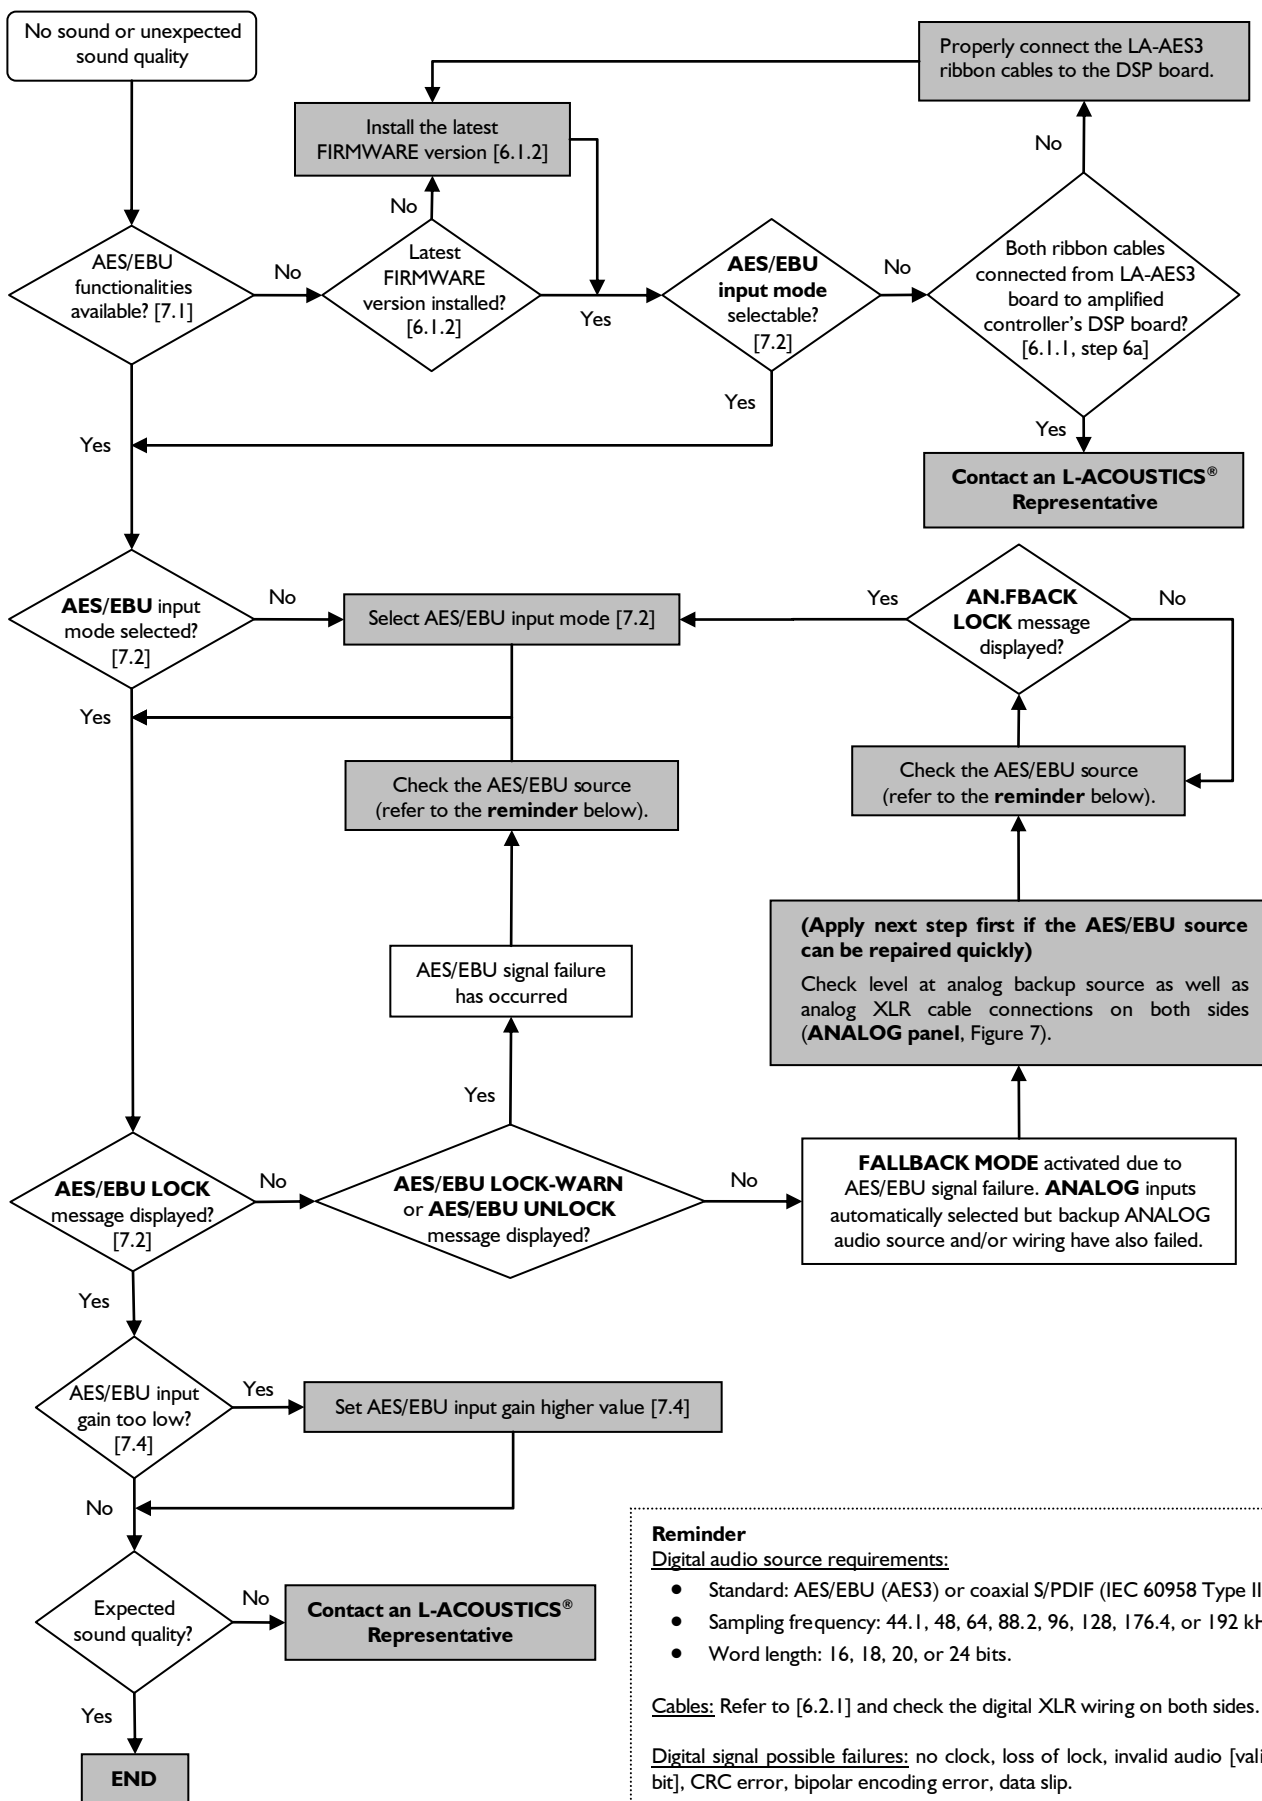 No sound or unexpected
sound quality
Properly connect the LA-AES3
ribbon cables to the DSP board.
Install the latest
FIRMWARE version [6.1.2]
No
No
AES/EBU
functionalities
available? [7.1]
No
Latest
FIRMWARE
version installed?
[6.1.2]
Yes
AES/EBU
input mode
selectable?
[7.2]
No
Both ribbon cables
connected from LA-AES3
board to amplified
controller's DSP board?
[6.1.1, step 6a]
Yes
Yes
Yes
Contact an L-ACOUSTICS®
Representative
AES/EBU input
mode selected?
[7.2]
No
Select AES/EBU input mode [7.2]
Yes
AN.FBACK
LOCK message
displayed?
No
Yes
Check the AES/EBU source
(refer to the reminder below).
Check the AES/EBU source
(refer to the reminder below).
(Apply next step first if the AES/EBU source
can be repaired quickly)
Check level at analog backup source as well as
analog XLR cable connections on both sides
(ANALOG panel, Figure 7).
AES/EBU signal failure
has occurred
Yes
AES/EBU LOCK
message displayed?
[7.2]
No
AES/EBU LOCK-WARN
or AES/EBU UNLOCK
message displayed?
No
FALLBACK MODE activated due to
AES/EBU signal failure. ANALOG inputs
automatically selected but backup ANALOG
audio source and/or wiring have also failed.
Yes
AES/EBU input
gain too low?
[7.4]
Yes
Set AES/EBU input gain higher value [7.4]
No
Expected
sound quality?
No
Contact an L-ACOUSTICS®
Representative
Yes
END
Reminder
Digital audio source requirements:
● Standard: AES/EBU (AES3) or coaxial S/PDIF (IEC 60958 Type II
● Sampling frequency: 44.1, 48, 64, 88.2, 96, 128, 176.4, or 192 kH
● Word length: 16, 18, 20, or 24 bits.
Cables: Refer to [6.2.1] and check the digital XLR wiring on both sides.
Digital signal possible failures: no clock, loss of lock, invalid audio [vali
bit], CRC error, bipolar encoding error, data slip.